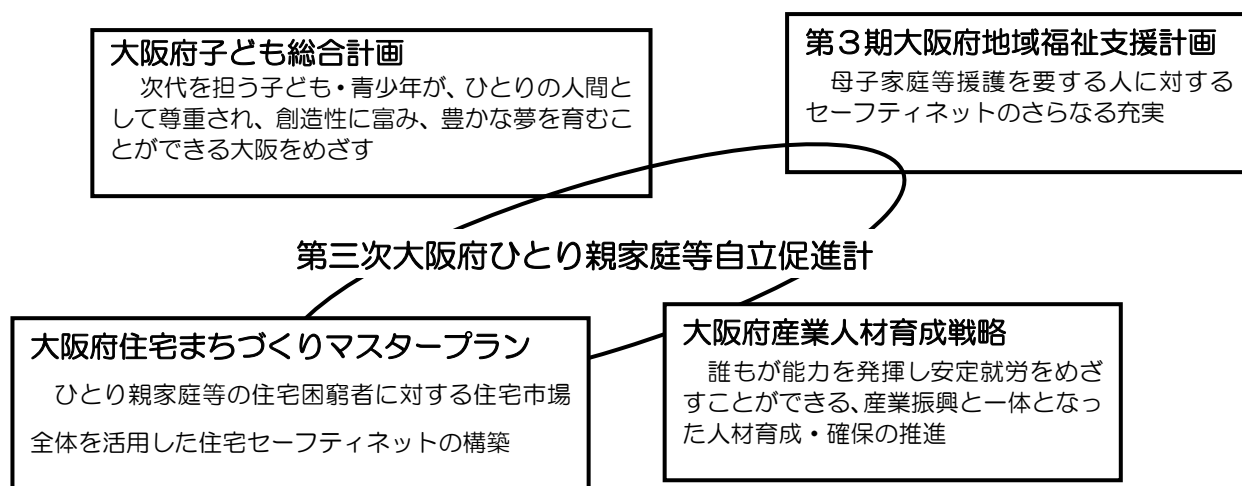 大阪府子ども総合計画
次代を担う子ども・青少年が、ひとりの人間と
して尊重され、創造性に富み、豊かな夢を育むこ
とができる大阪をめざす
第3期大阪府地域福祉支援計画
母子家庭等援護を要する人に対する
セーフティネットのさらなる充実
第三次大阪府ひとり親家庭等自立促進計
大阪府住宅まちづくりマスタープラン
ひとり親家庭等の住宅困窮者に対する住宅市場
全体を活用した住宅セーフティネットの構築
大阪府産業人材育成戦略
誰もが能力を発揮し安定就労をめざ
すことができる、産業振興と一体となっ
た人材育成・確保の推進